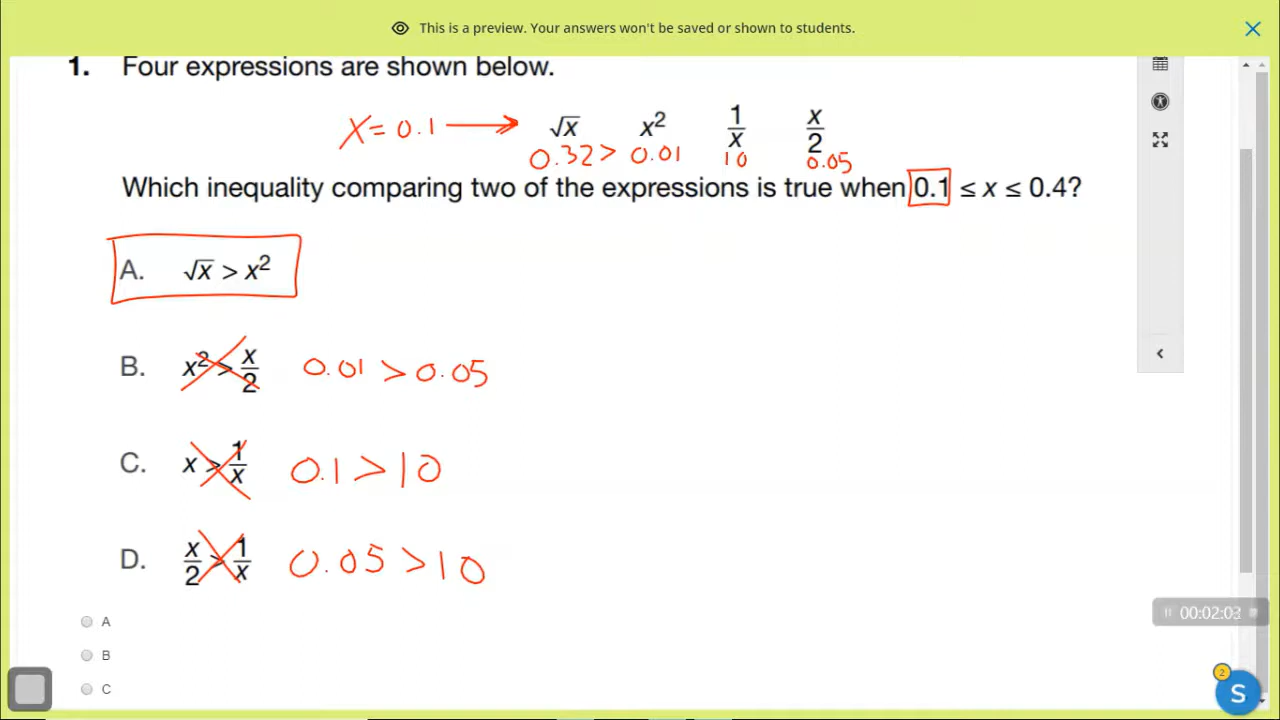 This is a preview. Your answers won't be saved or shown to students.
1. Four expressions are shown below.
X = 0.1 → √x x² 1/x x/2
0.32 > 0.01 10 0.05
Which inequality comparing two of the expressions is true when 0.1 ≤ x ≤ 0.4?
A. √x > x²
B. x² > x/2 0.01 > 0.05
C. x > 1/x 0.1 > 10
D. x/2 > 1/x 0.05 > 10
A
B
C
00:02:03
2
S